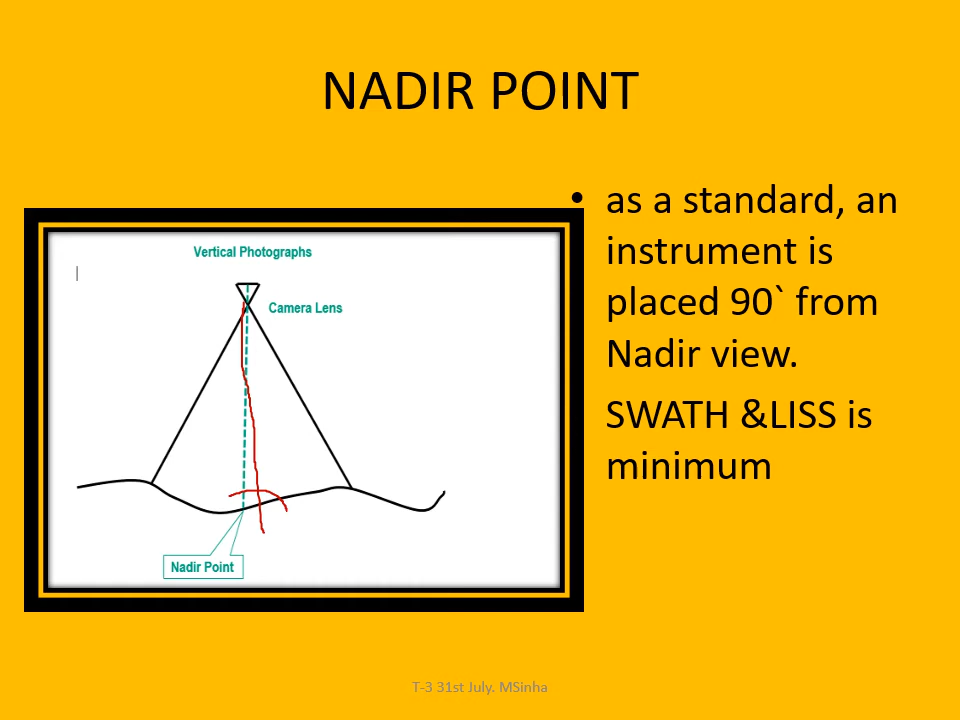 NADIR POINT
• as a standard, an
instrument is
placed 90` from
Nadir view.
SWATH &LISS is
minimum
Vertical Photographs
Camera Lens
Nadir Point
T-3 31st July. MSinha